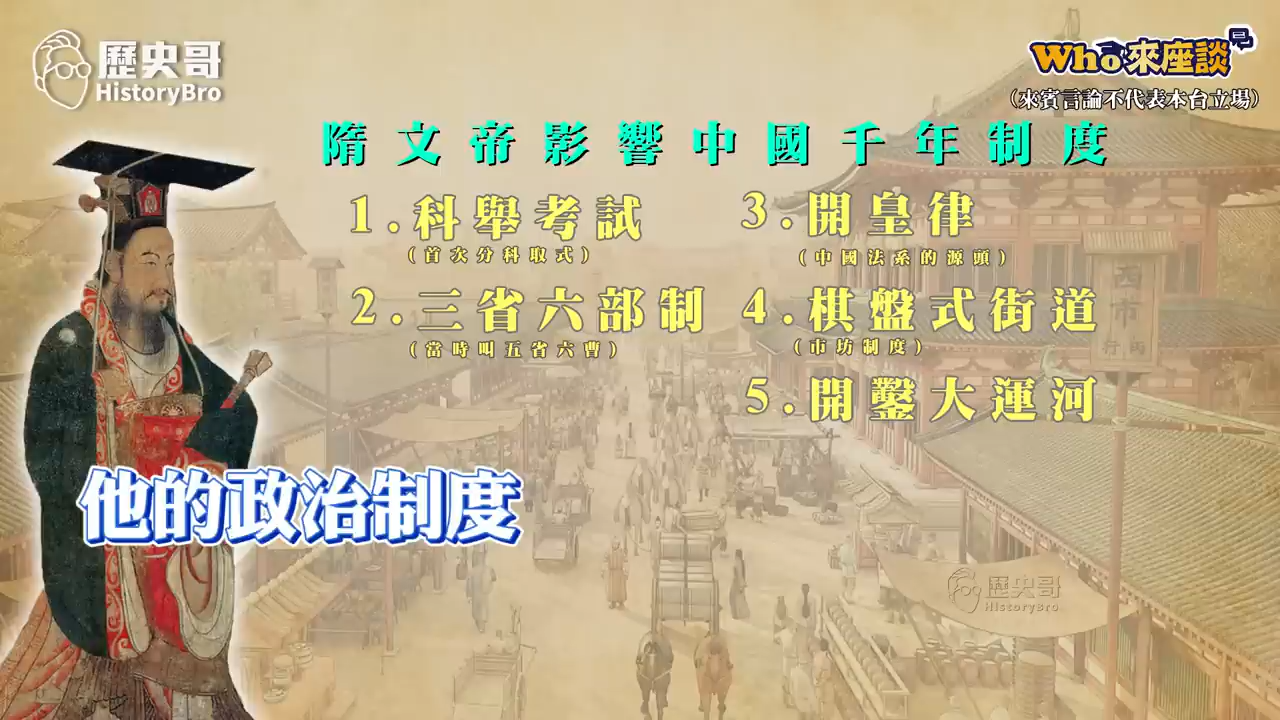 歷史哥
HistoryBro
Who來座談
(來賓言論不代表本台立場)
隋文帝影響中國千年制度
1.科舉考試
(首次分科取式)
2.三省六部制
(當時叫五省六曹)
3.開皇律
(中國法系的源頭)
4.棋盤式街道
(市坊制度)
5.開鑿大運河
他的政治制度
西市
歷史哥
HistoryBro